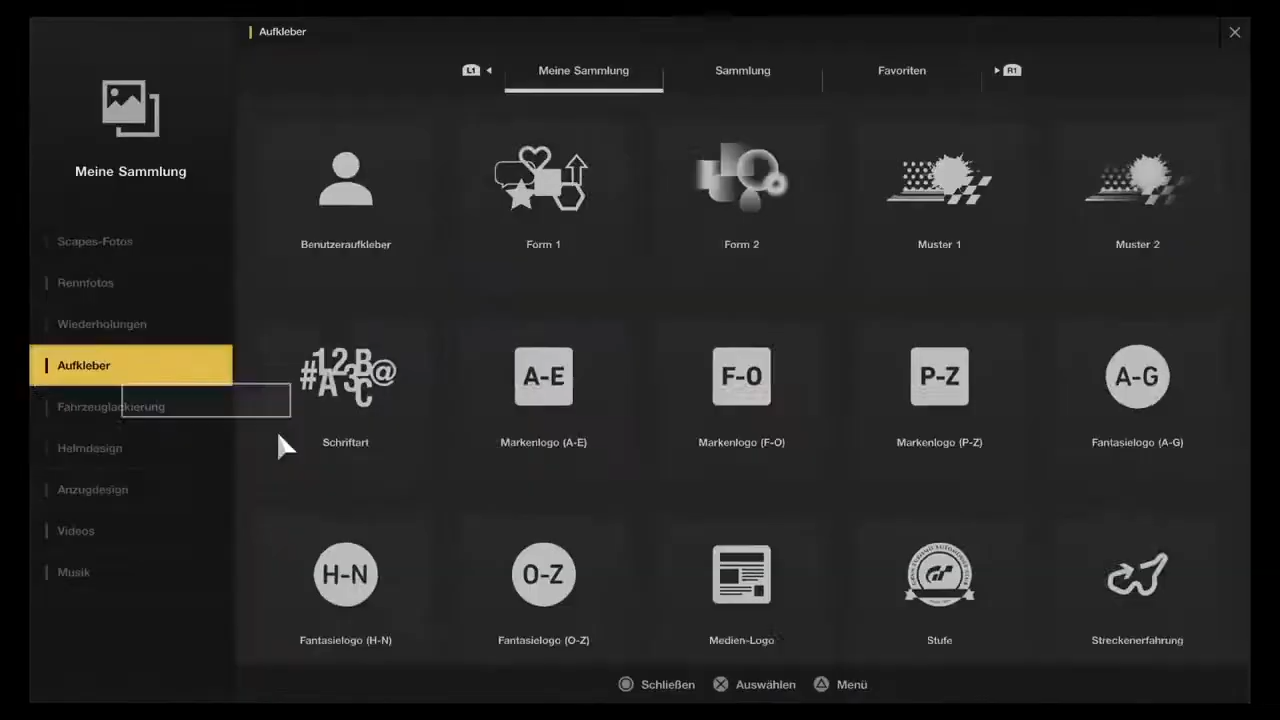 Aufkleber
L1
Meine Sammlung
Sammlung
Favoriten
R1
Meine Sammlung
Scapes-Fotos
Rennfotos
Wiederholungen
Aufkleber
Fahrzeuglackierung
Helmdesign
Anzugdesign
Videos
Musik
Benutzeraufkleber
Form 1
Form 2
Muster 1
Muster 2
#123B@
A C
Schriftart
A-E
Markenlogo (A-E)
F-O
Markenlogo (F-O)
P-Z
Markenlogo (P-Z)
A-G
Fantasielogo (A-G)
H-N
Fantasielogo (H-N)
O-Z
Fantasielogo (O-Z)
Medien-Logo
Stufe
Streckenerfahrung
Schließen
Auswählen
Menü